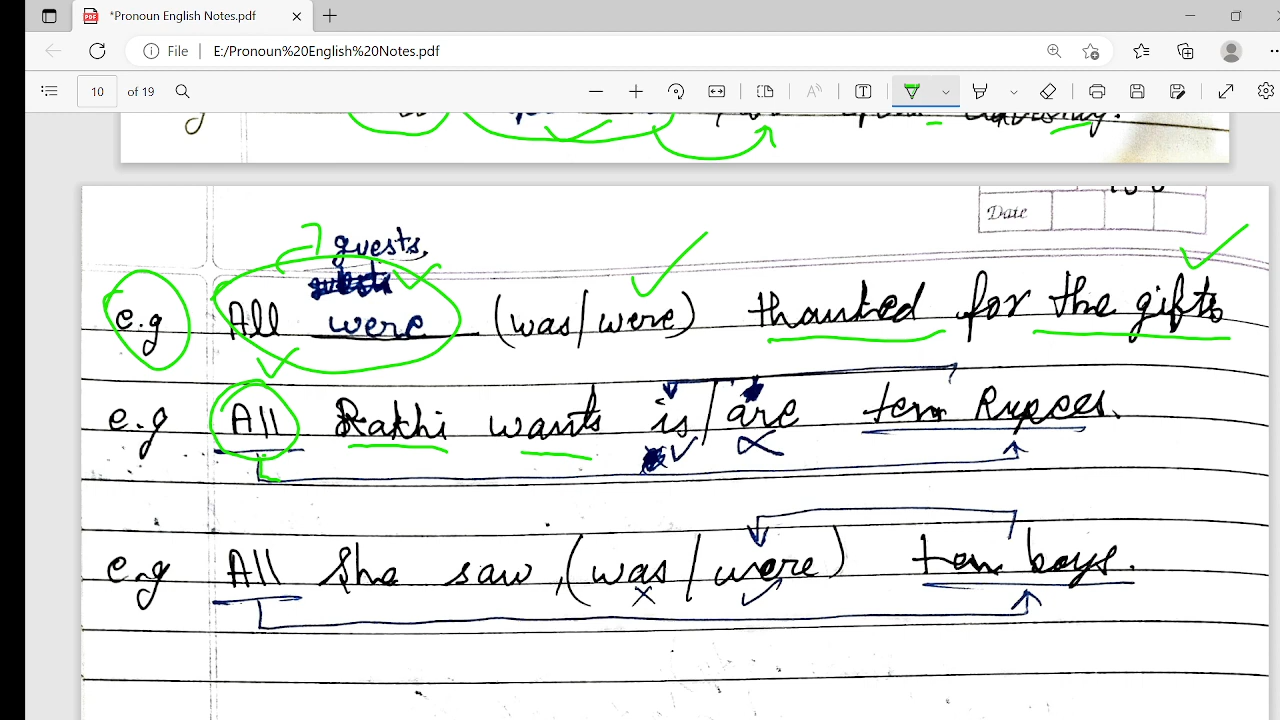 *Pronoun English Notes.pdf
File | E:/Pronoun%20English%20Notes.pdf
10 of 19
Date
guests,
e.g All were (was/were) thanked for the gifts
e.g All Rakhi wants is/are ten Rupees.
e.g All She saw, (was/were) ten boys.